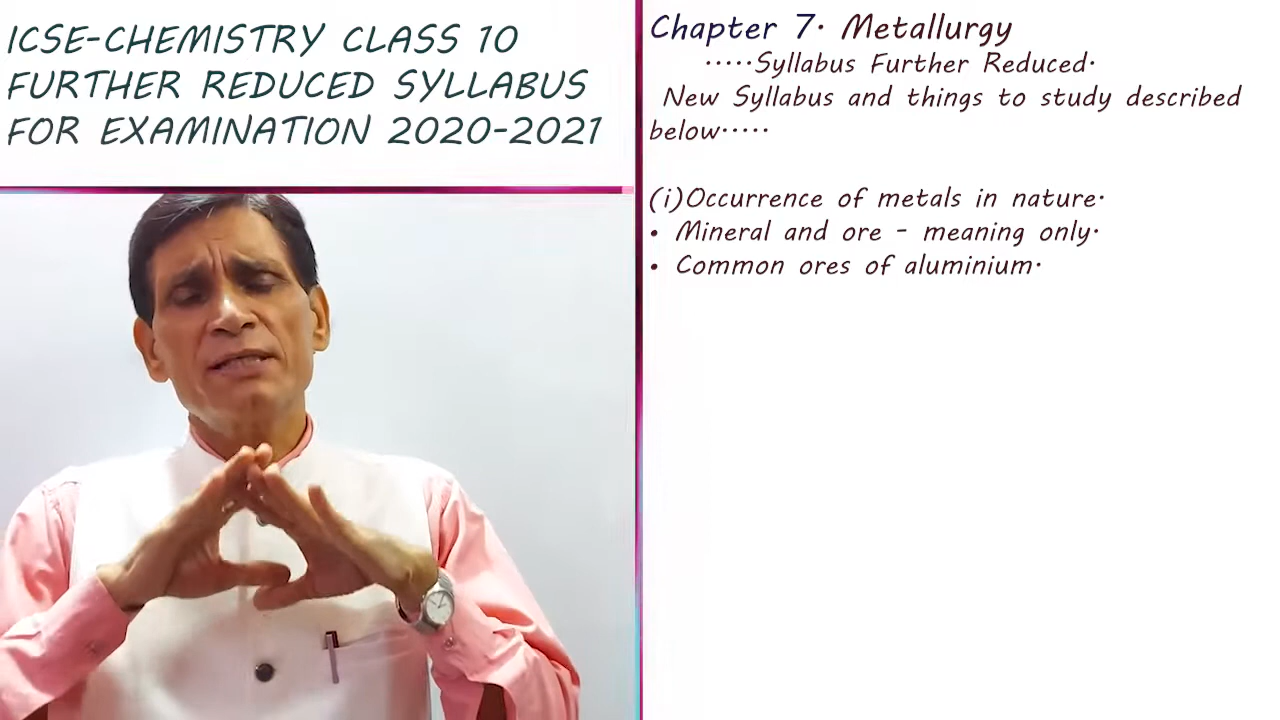 ICSE-CHEMISTRY CLASS 10
FURTHER REDUCED SYLLABUS
FOR EXAMINATION 2020-2021
Chapter 7. Metallurgy
.....Syllabus Further Reduced.
New Syllabus and things to study described
below.....
(i)Occurrence of metals in nature.
• Mineral and ore - meaning only.
• Common ores of aluminium.